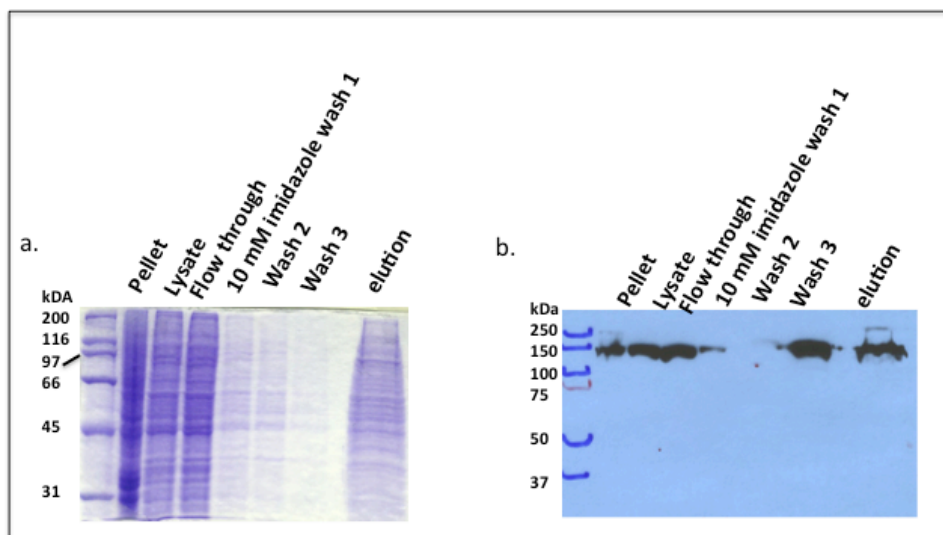 a.
Pellet
Lysate
Flow through
10 mM imidazole wash 1
Wash 2
Wash 3
elution
kDA
200
116
97
66
45
31
b.
Pellet
Lysate
Flow through
10 mM imidazole wash 1
Wash 2
Wash 3
elution
kDa
250
150
100
75
50
37